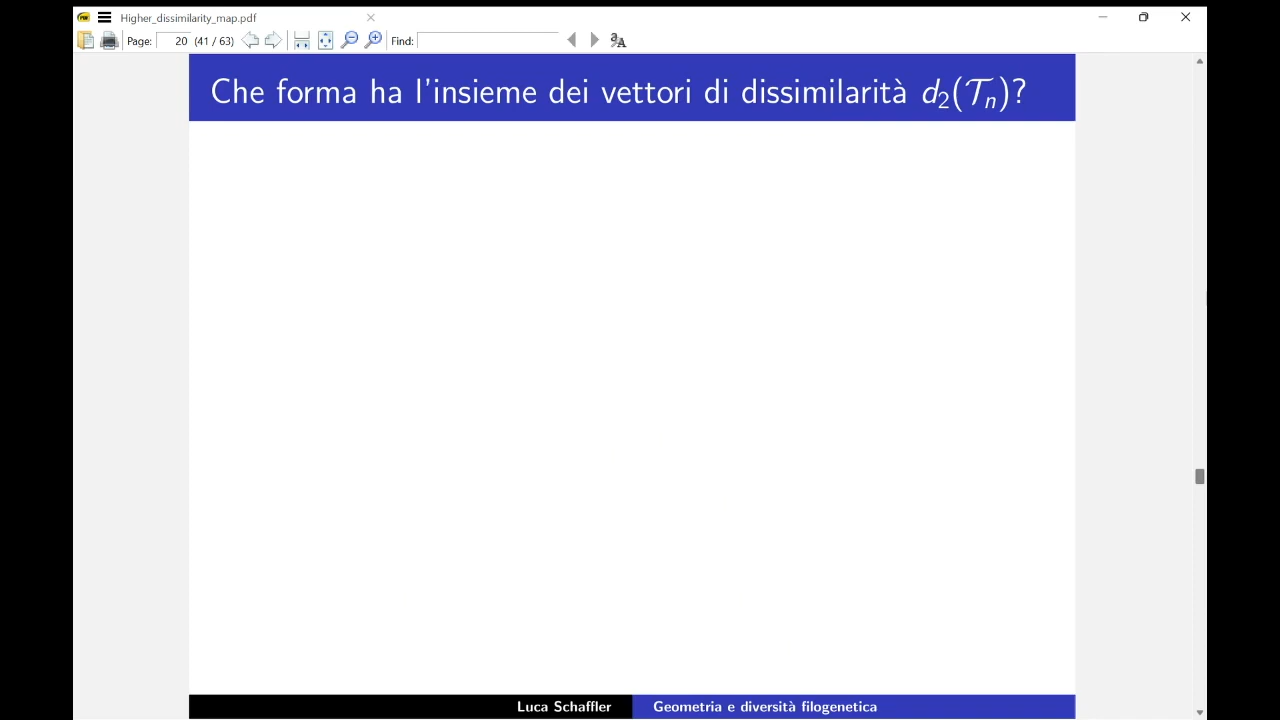 Higher_dissimilarity_map.pdf
Page: 20 (41 / 63) Find:
Che forma ha l'insieme dei vettori di dissimilarità d₂(𝒯ₙ)?
Luca Schaffler Geometria e diversità filogenetica